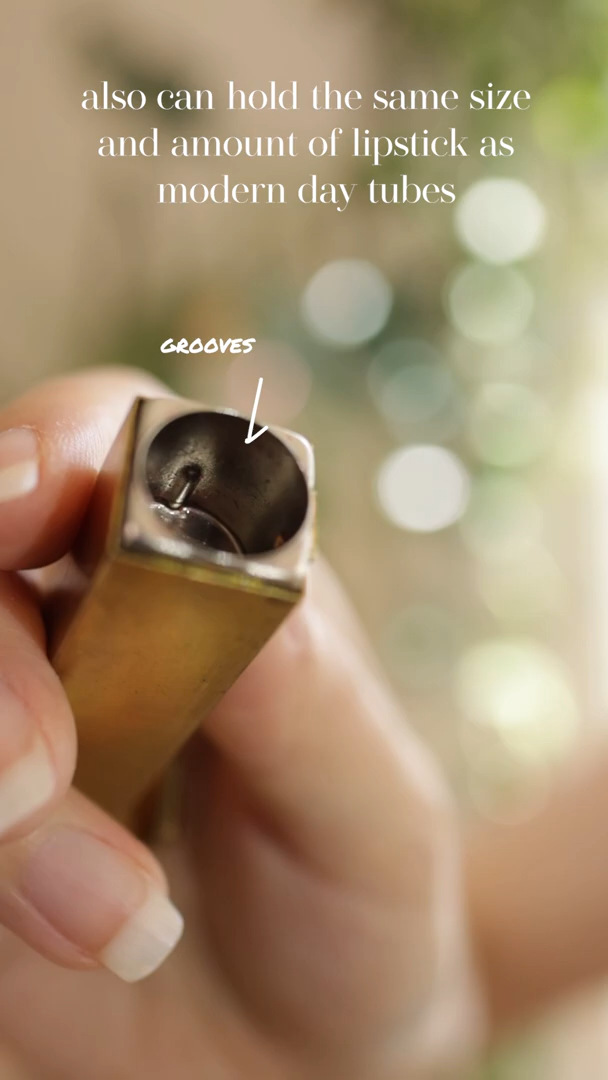 also can hold the same size
and amount of lipstick as
modern day tubes
GROOVES